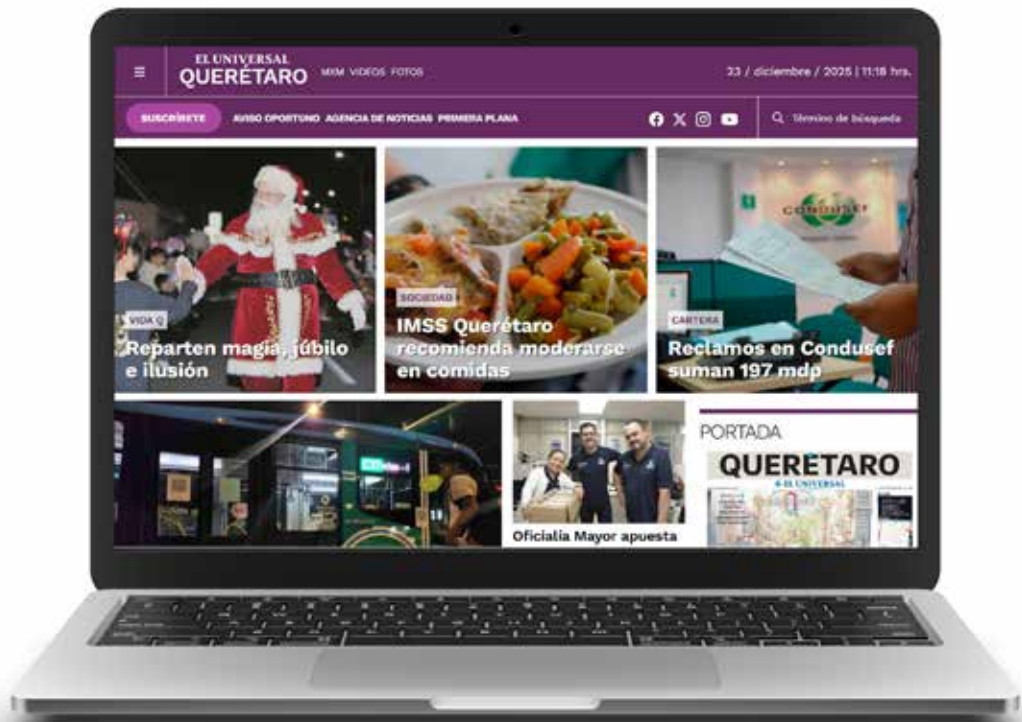 EL UNIVERSAL
QUERÉTARO
MXM VIDEOS FOTOS
23 / diciembre / 2025 | 11:18 hrs.
SUSCRÍBETE
AVISO OPORTUNO AGENCIA DE NOTICIAS PRIMERA PLANA
Término de búsqueda
CONDUSEF
VIDA Q
Reparten magia, júbilo
e ilusión
SOCIEDAD
IMSS Querétaro
recomienda moderarse
en comidas
CARTERA
Reclamos en Condusef
suman 197 mdp
Oficialía Mayor apuesta
PORTADA
QUERÉTARO
EL UNIVERSAL